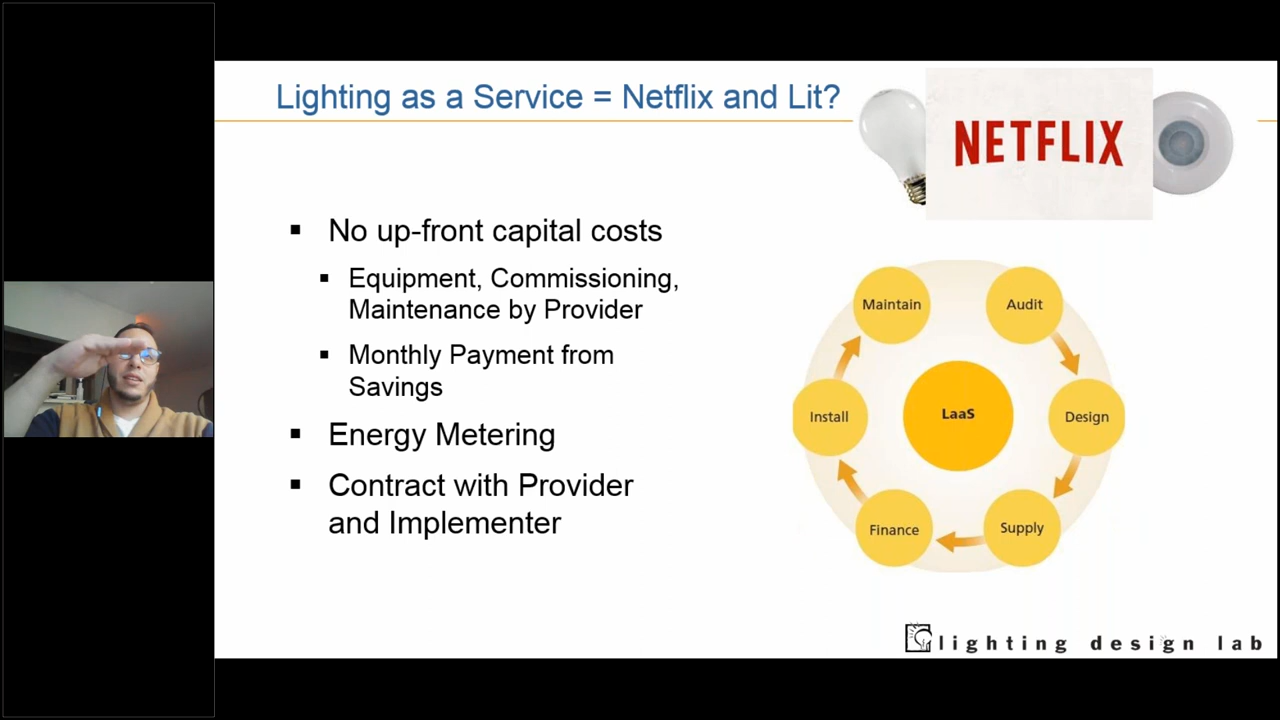 Lighting as a Service = Netflix and Lit?
NETFLIX
▪ No up-front capital costs
▪ Equipment, Commissioning,
Maintenance by Provider
▪ Monthly Payment from
Savings
▪ Energy Metering
▪ Contract with Provider
and Implementer
Maintain
Audit
Install
LaaS
Design
Finance
Supply
lighting design lab